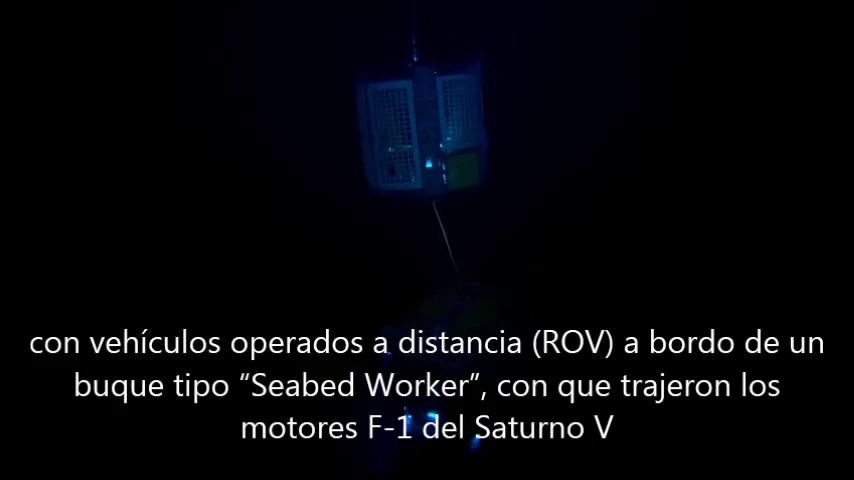 con vehículos operados a distancia (ROV) a bordo de un
buque tipo “Seabed Worker”, con que trajeron los
motores F-1 del Saturno V